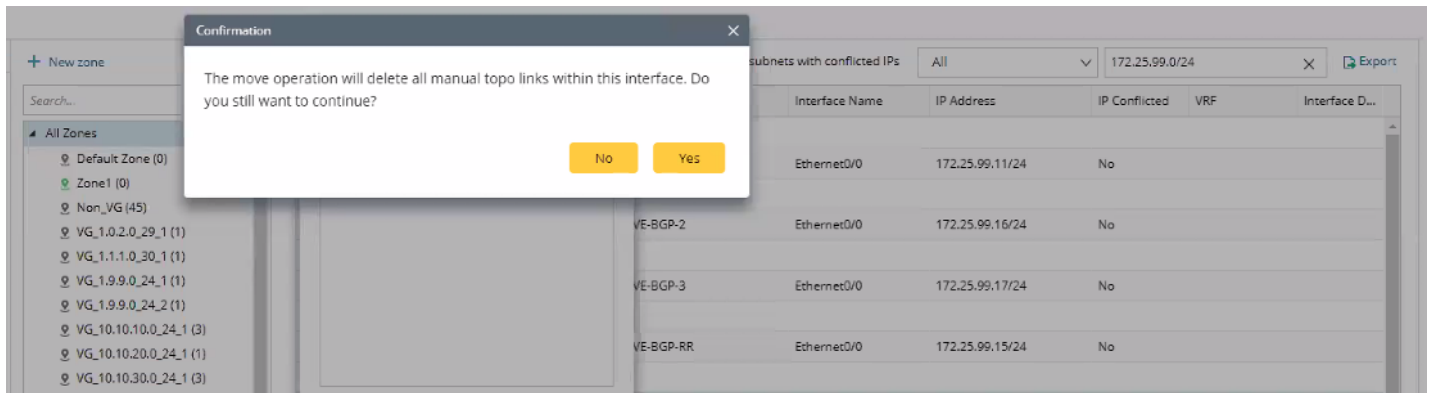 Confirmation
The move operation will delete all manual topo links within this interface. Do
you still want to continue?
No Yes
New zone
subnets with conflicted IPs All 172.25.99.0/24 Export
Search...
Interface Name IP Address IP Conflicted VRF Interface D...
All Zones
Default Zone (0)
Ethernet0/0 172.25.99.11/24 No
Zone1 (0)
Non_VG (45)
VE-BGP-2 Ethernet0/0 172.25.99.16/24 No
VG_1.0.2.0_29_1 (1)
VG_1.1.1.0_30_1 (1)
VG_1.9.9.0_24_1 (1)
VE-BGP-3 Ethernet0/0 172.25.99.17/24 No
VG_1.9.9.0_24_2 (1)
VG_10.10.10.0_24_1 (3)
VG_10.10.20.0_24_1 (1)
VE-BGP-RR Ethernet0/0 172.25.99.15/24 No
VG_10.10.30.0_24_1 (3)